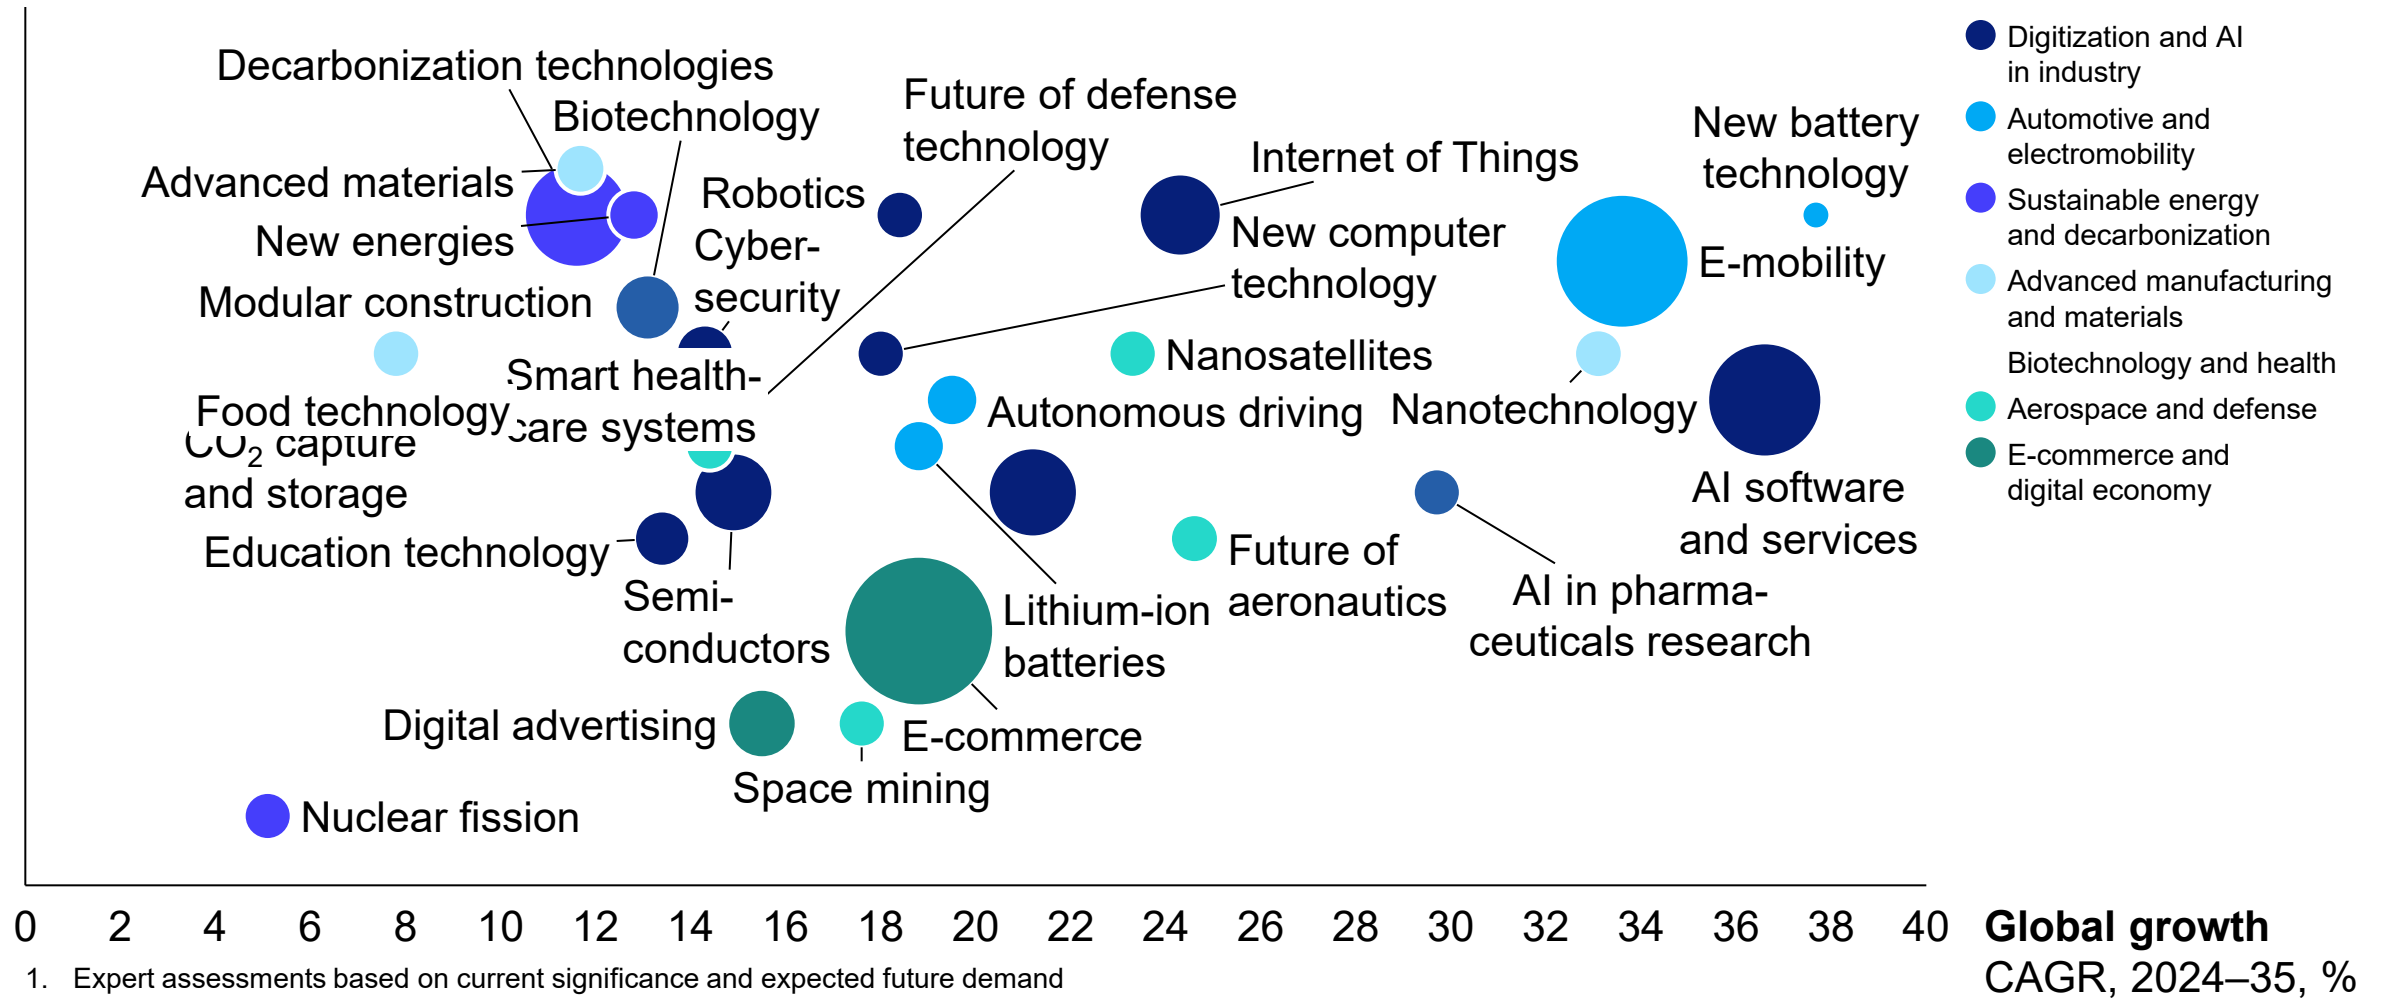 Decarbonization technologies
Biotechnology
Advanced materials
New energies
Robotics
Cyber-
security
Future of defense
technology
Internet of Things
New computer
technology
New battery
technology
E-mobility
Modular construction
Smart health-
care systems
Food technology
CO₂ capture
and storage
Nanosatellites
Autonomous driving
Nanotechnology
AI software
and services
Education technology
Semi-
conductors
Lithium-ion
batteries
Future of
aeronautics
AI in pharma-
ceuticals research
Digital advertising
E-commerce
Space mining
Nuclear fission
Digitization and AI
in industry
Automotive and
electromobility
Sustainable energy
and decarbonization
Advanced manufacturing
and materials
Biotechnology and health
Aerospace and defense
E-commerce and
digital economy
0 2 4 6 8 10 12 14 16 18 20 22 24 26 28 30 32 34 36 38 40
Global growth
CAGR, 2024–35, %
1. Expert assessments based on current significance and expected future demand